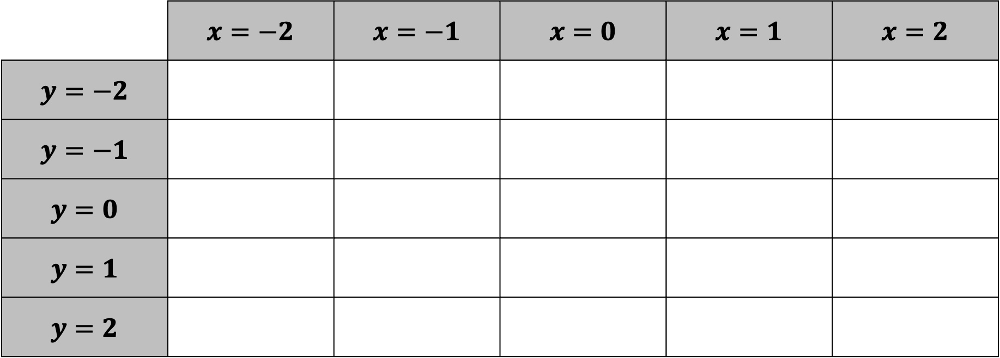 x = −2 x = −1 x = 0 x = 1 x = 2
y = −2
y = −1
y = 0
y = 1
y = 2